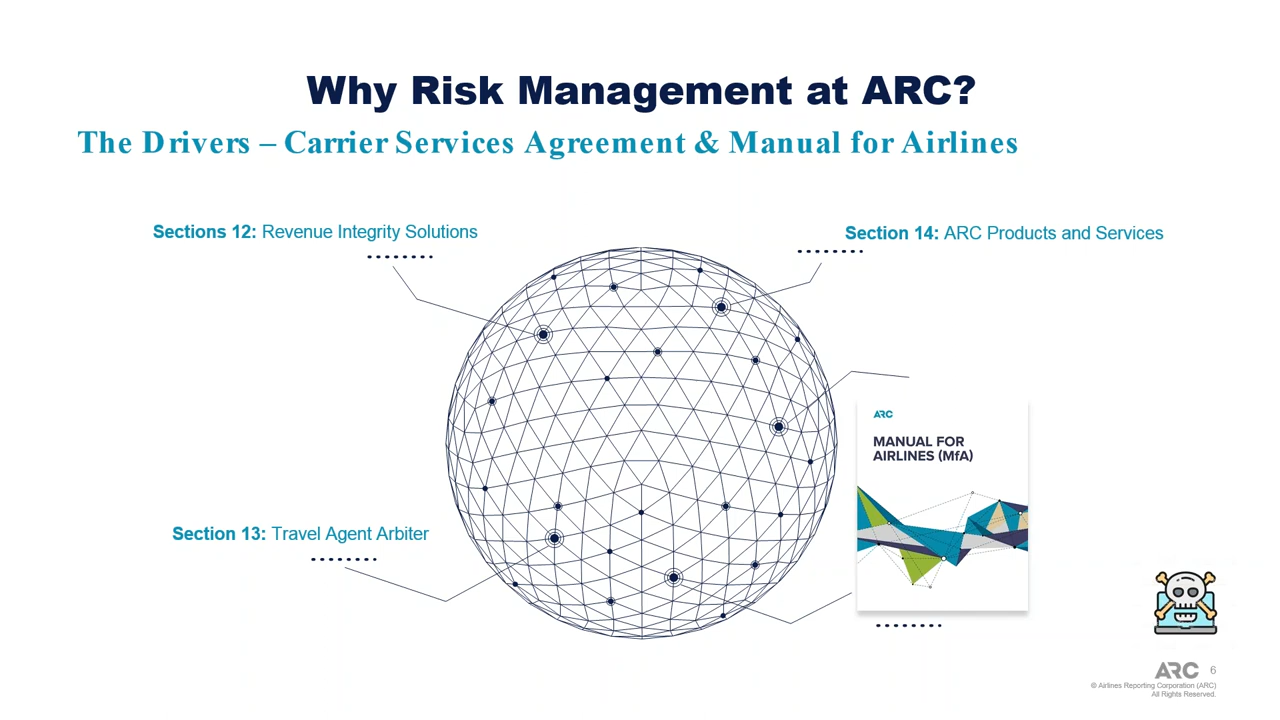 Why Risk Management at ARC?
The Drivers – Carrier Services Agreement & Manual for Airlines
Sections 12: Revenue Integrity Solutions
Section 14: ARC Products and Services
ARC
MANUAL FOR
AIRLINES (MfA)
Section 13: Travel Agent Arbiter
ARC 6
© Airlines Reporting Corporation (ARC)
All Rights Reserved.